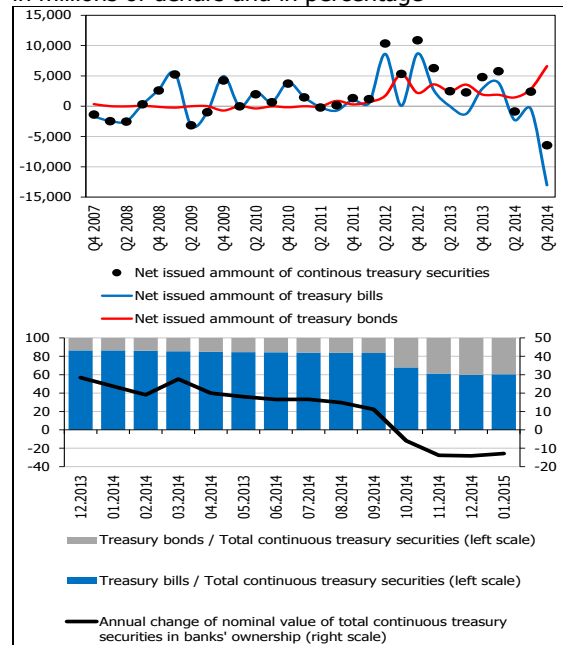 in millions of denars and in percentage
15,000
10,000
5,000
0
-5,000
-10,000
-15,000
Q4 2007
Q2 2008
Q4 2008
Q2 2009
Q4 2009
Q2 2010
Q4 2010
Q2 2011
Q4 2011
Q2 2012
Q4 2012
Q2 2013
Q4 2013
Q2 2014
Q4 2014
Net issued ammount of continous treasury securities
Net issued ammount of treasury bills
Net issued ammount of treasury bonds
100
80
60
40
20
0
-20
-40
50
40
30
20
10
0
-10
-20
12.2013
01.2014
02.2014
03.2013
04.2014
05.2014
06.2014
07.2014
08.2014
09.2014
10.2014
11.2014
12.2014
01.2015
Treasury bonds / Total continuous treasury securities (left scale)
Treasury bills / Total continuous treasury securities (left scale)
Annual change of nominal value of total continuous treasury
securities in banks' ownership (right scale)